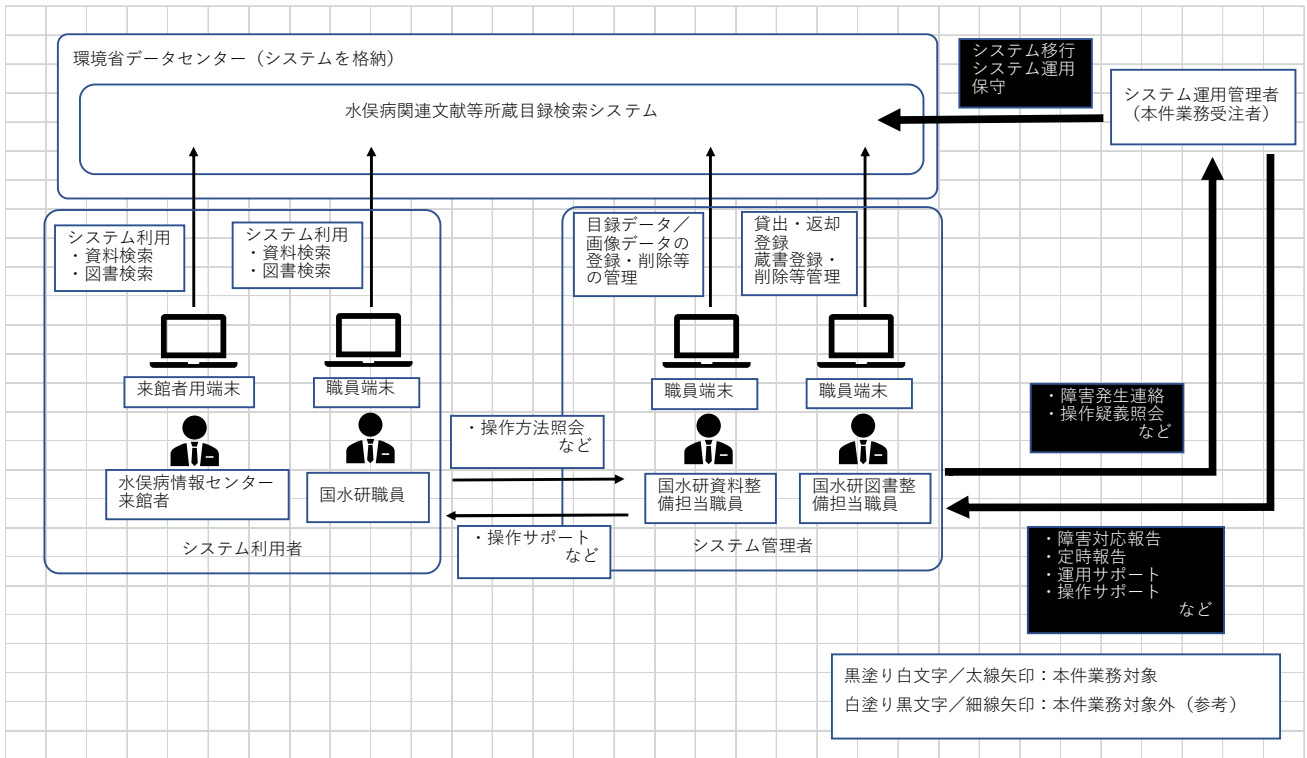 環境省データセンター（システムを格納）
水俣病関連文献等所蔵目録検索システム
システム移行
システム運用
保守
システム運用管理者
（本件業務受注者）
システム利用
・資料検索
・図書検索
システム利用
・資料検索
・図書検索
目録データ／
画像データの
登録・削除等
の管理
貸出・返却
登録
蔵書登録・
削除等管理
来館者用端末
職員端末
職員端末
職員端末
・操作方法照会
など
・障害発生連絡
・操作疑義照会
など
水俣病情報センター
来館者
国水研職員
国水研資料整
備担当職員
国水研図書整
備担当職員
・操作サポート
など
システム利用者
システム管理者
・障害対応報告
・定時報告
・運用サポート
・操作サポート
など
黒塗り白文字／太線矢印：本件業務対象
白塗り黒文字／細線矢印：本件業務対象外（参考）